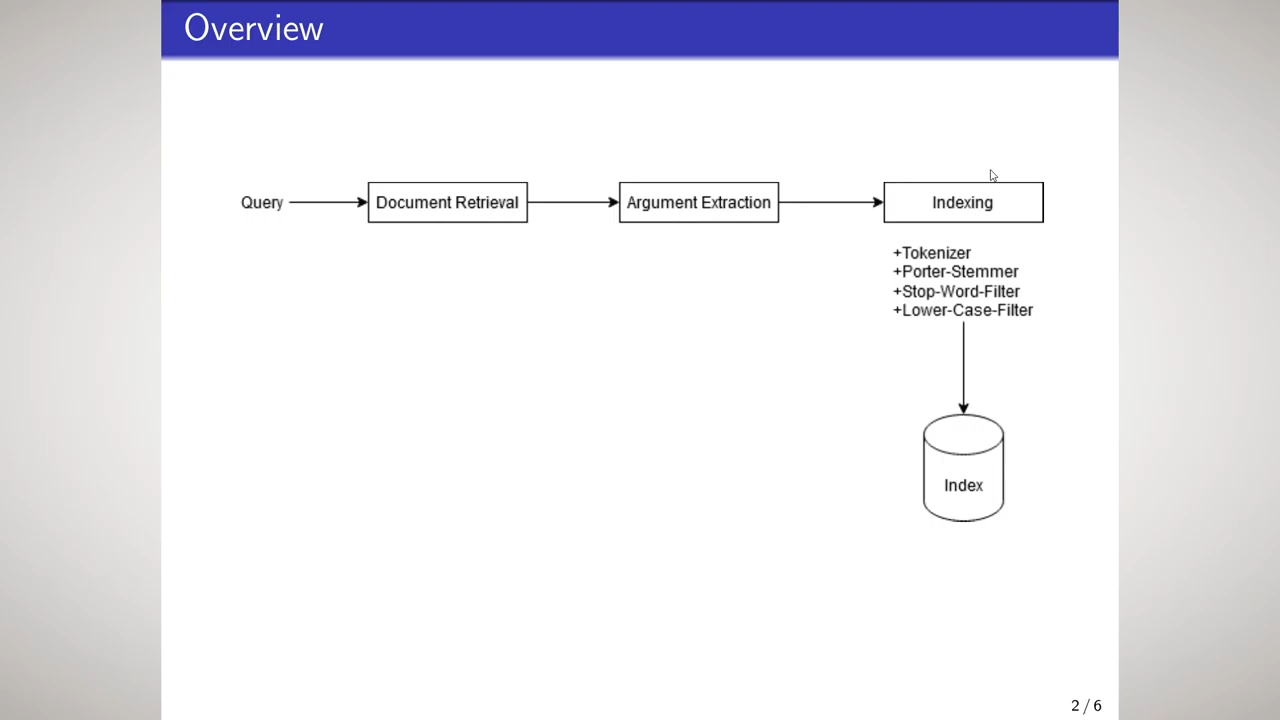 Overview
Query
Document Retrieval
Argument Extraction
Indexing
+Tokenizer
+Porter-Stemmer
+Stop-Word-Filter
+Lower-Case-Filter
Index
2 / 6